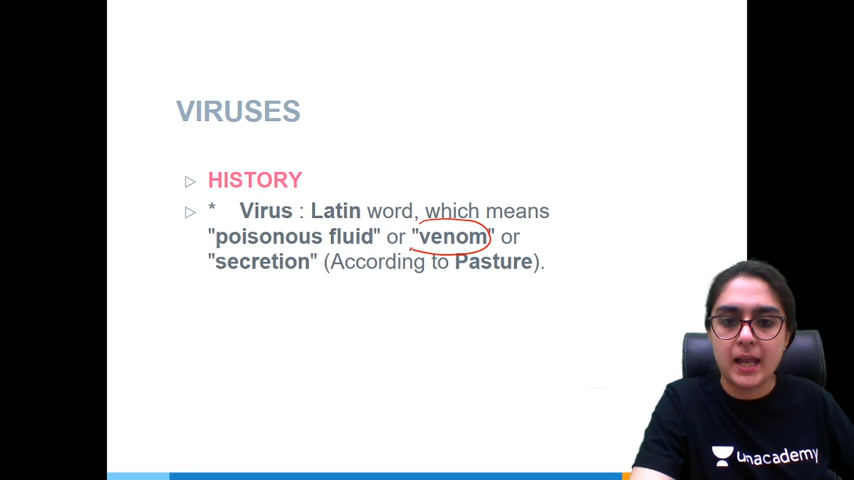 VIRUSES
HISTORY
* Virus : Latin word, which means
"poisonous fluid" or "venom" or
"secretion" (According to Pasture).
unacademy